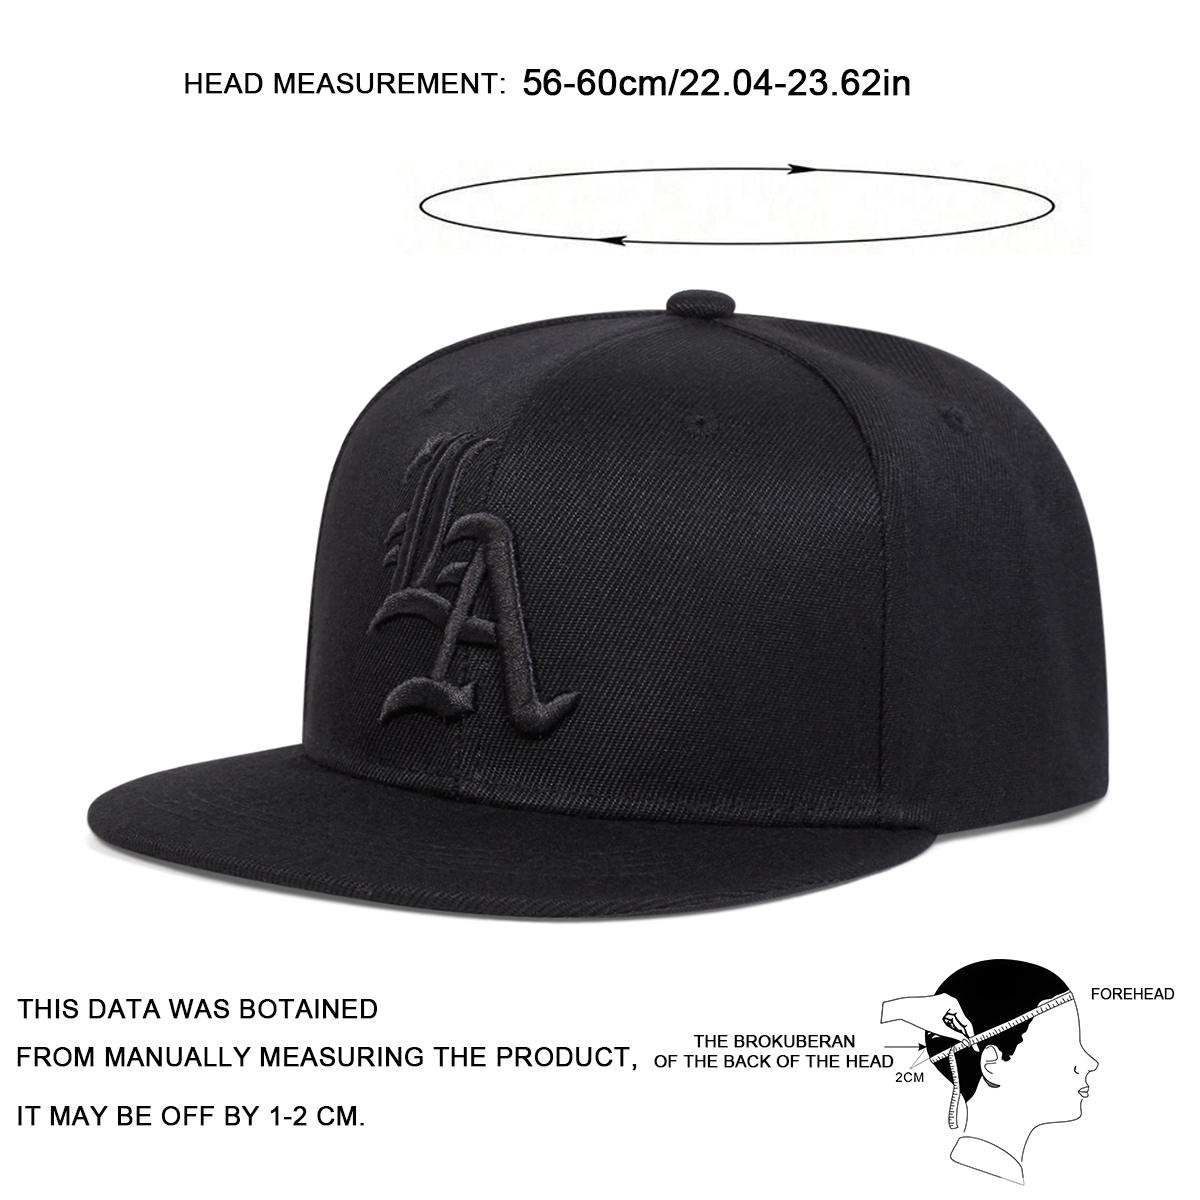 HEAD MEASUREMENT: 56-60cm/22.04-23.62in
LA
THIS DATA WAS BOTAINED
FROM MANUALLY MEASURING THE PRODUCT,
IT MAY BE OFF BY 1-2 CM.
THE BROKUBERAN
OF THE BACK OF THE HEAD
2CM
FOREHEAD